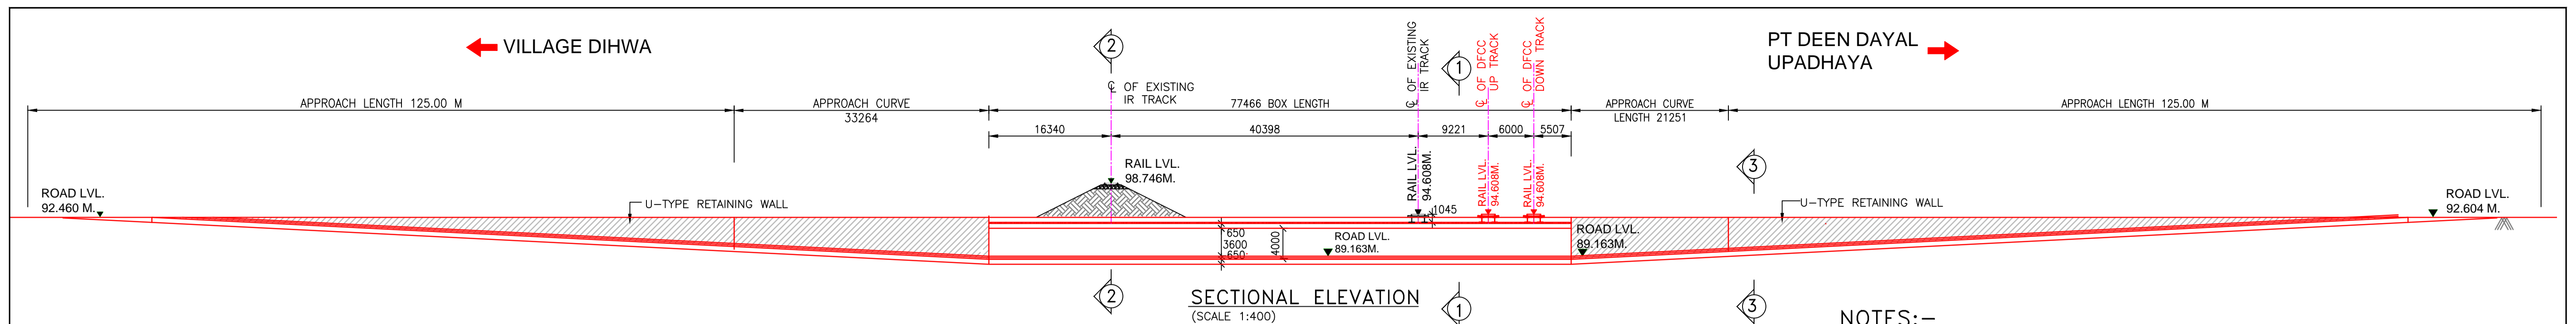 VILLAGE DIHWA
PT DEEN DAYAL
UPADHAYA
2
1
℄ OF EXISTING
IR TRACK
℄ OF EXISTING
IR TRACK
℄ OF DFCC
UP TRACK
℄ OF DFCC
DOWN TRACK
APPROACH LENGTH 125.00 M
APPROACH CURVE
33264
77466 BOX LENGTH
APPROACH CURVE
LENGTH 21251
APPROACH LENGTH 125.00 M
16340
40398
9221
6000
5507
RAIL LVL.
98.746M.
RAIL LVL.
94.608M.
RAIL LVL.
94.608M.
RAIL LVL.
94.608M.
3
ROAD LVL.
92.460 M.
U-TYPE RETAINING WALL
1045
U-TYPE RETAINING WALL
ROAD LVL.
92.604 M.
650
3600
650
4000
ROAD LVL.
89.163M.
ROAD LVL.
89.163M.
2
SECTIONAL ELEVATION
(SCALE 1:400)
1
3
NOTES:-